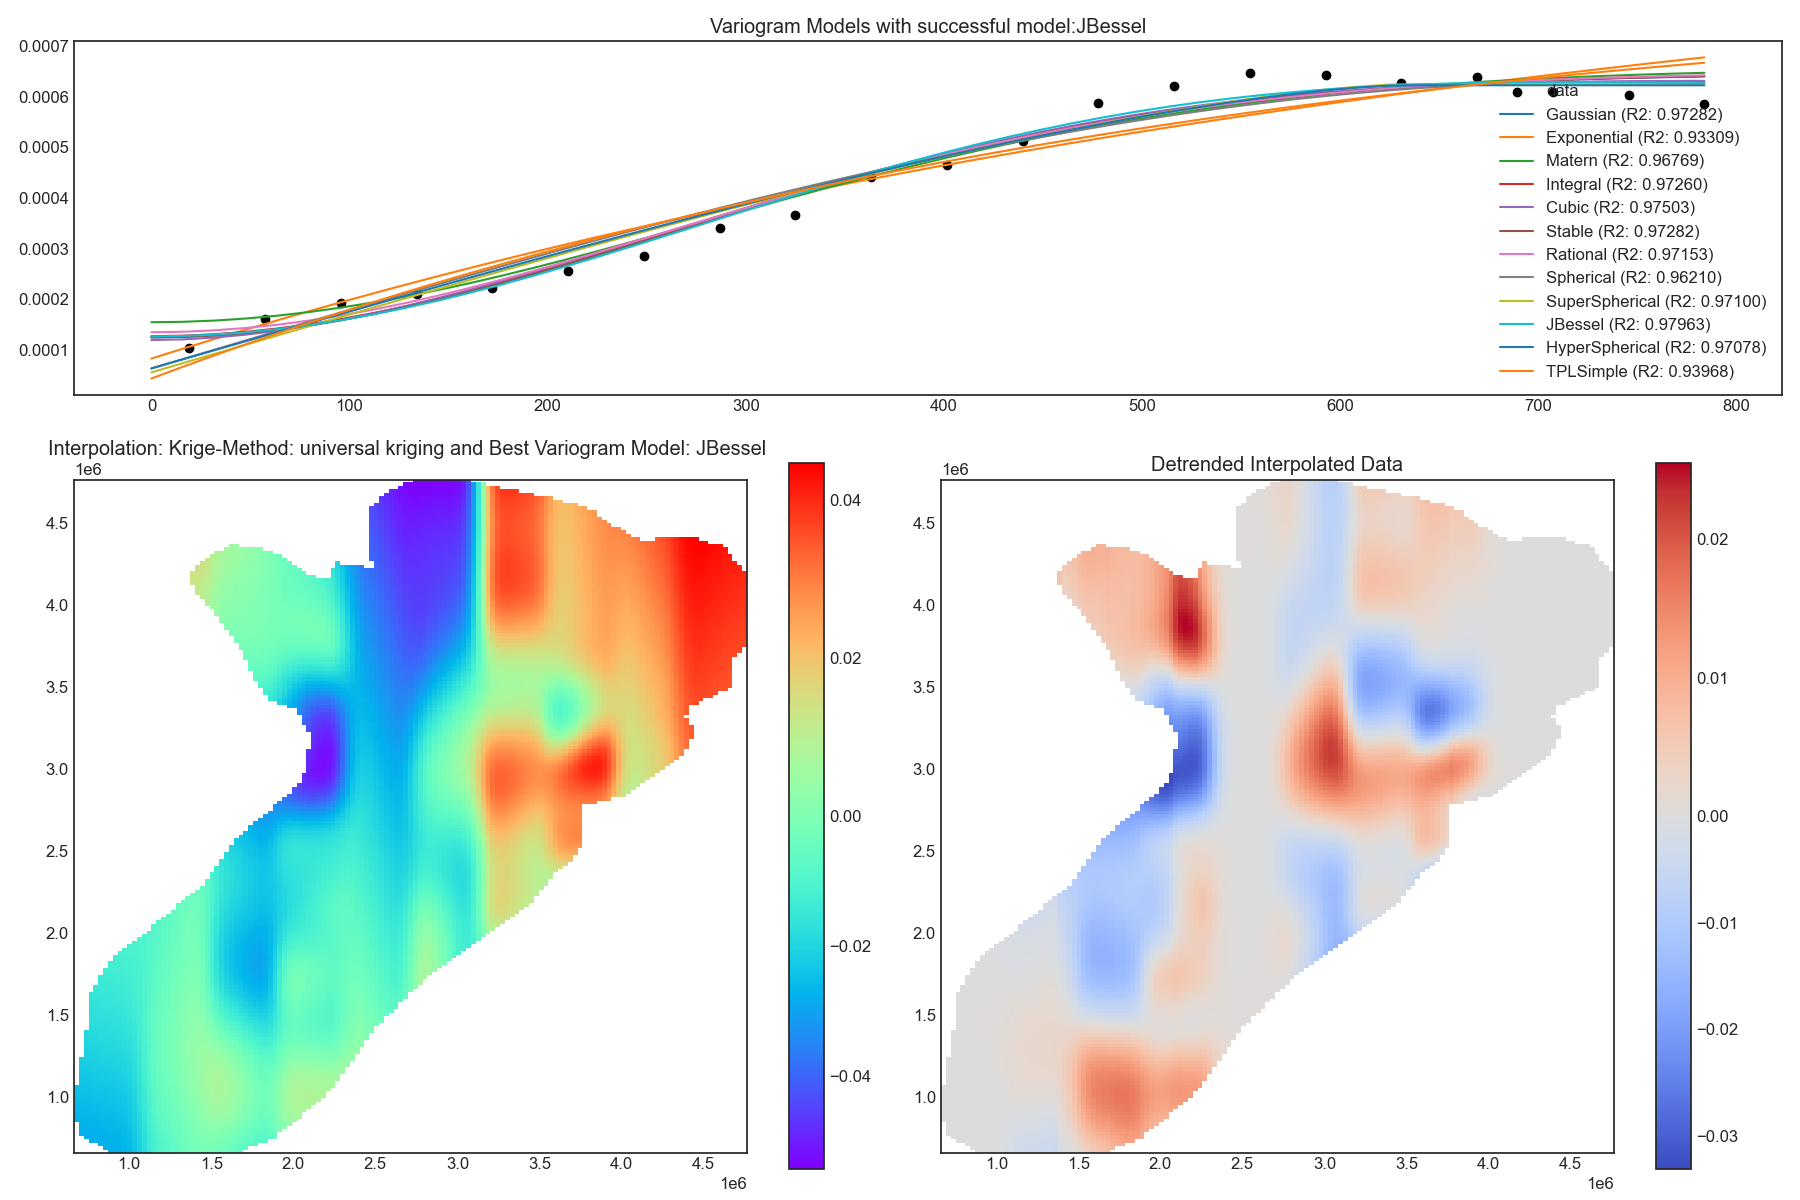 Variogram Models with successful model:JBessel
0.0007
0.0006
0.0005
0.0004
0.0003
0.0002
0.0001
data
Gaussian (R2: 0.97282)
Exponential (R2: 0.93309)
Matern (R2: 0.96769)
Integral (R2: 0.97260)
Cubic (R2: 0.97503)
Stable (R2: 0.97282)
Rational (R2: 0.97153)
Spherical (R2: 0.96210)
SuperSpherical (R2: 0.97100)
JBessel (R2: 0.97963)
HyperSpherical (R2: 0.97078)
TPLSimple (R2: 0.93968)
0 100 200 300 400 500 600 700 800
Interpolation: Krige-Method: universal kriging and Best Variogram Model: JBessel
1e6
4.5
4.0
3.5
3.0
2.5
2.0
1.5
1.0
1.0 1.5 2.0 2.5 3.0 3.5 4.0 4.5
1e6
0.04
0.02
0.00
−0.02
−0.04
Detrended Interpolated Data
1e6
4.5
4.0
3.5
3.0
2.5
2.0
1.5
1.0
1.0 1.5 2.0 2.5 3.0 3.5 4.0 4.5
1e6
0.02
0.01
0.00
−0.01
−0.02
−0.03